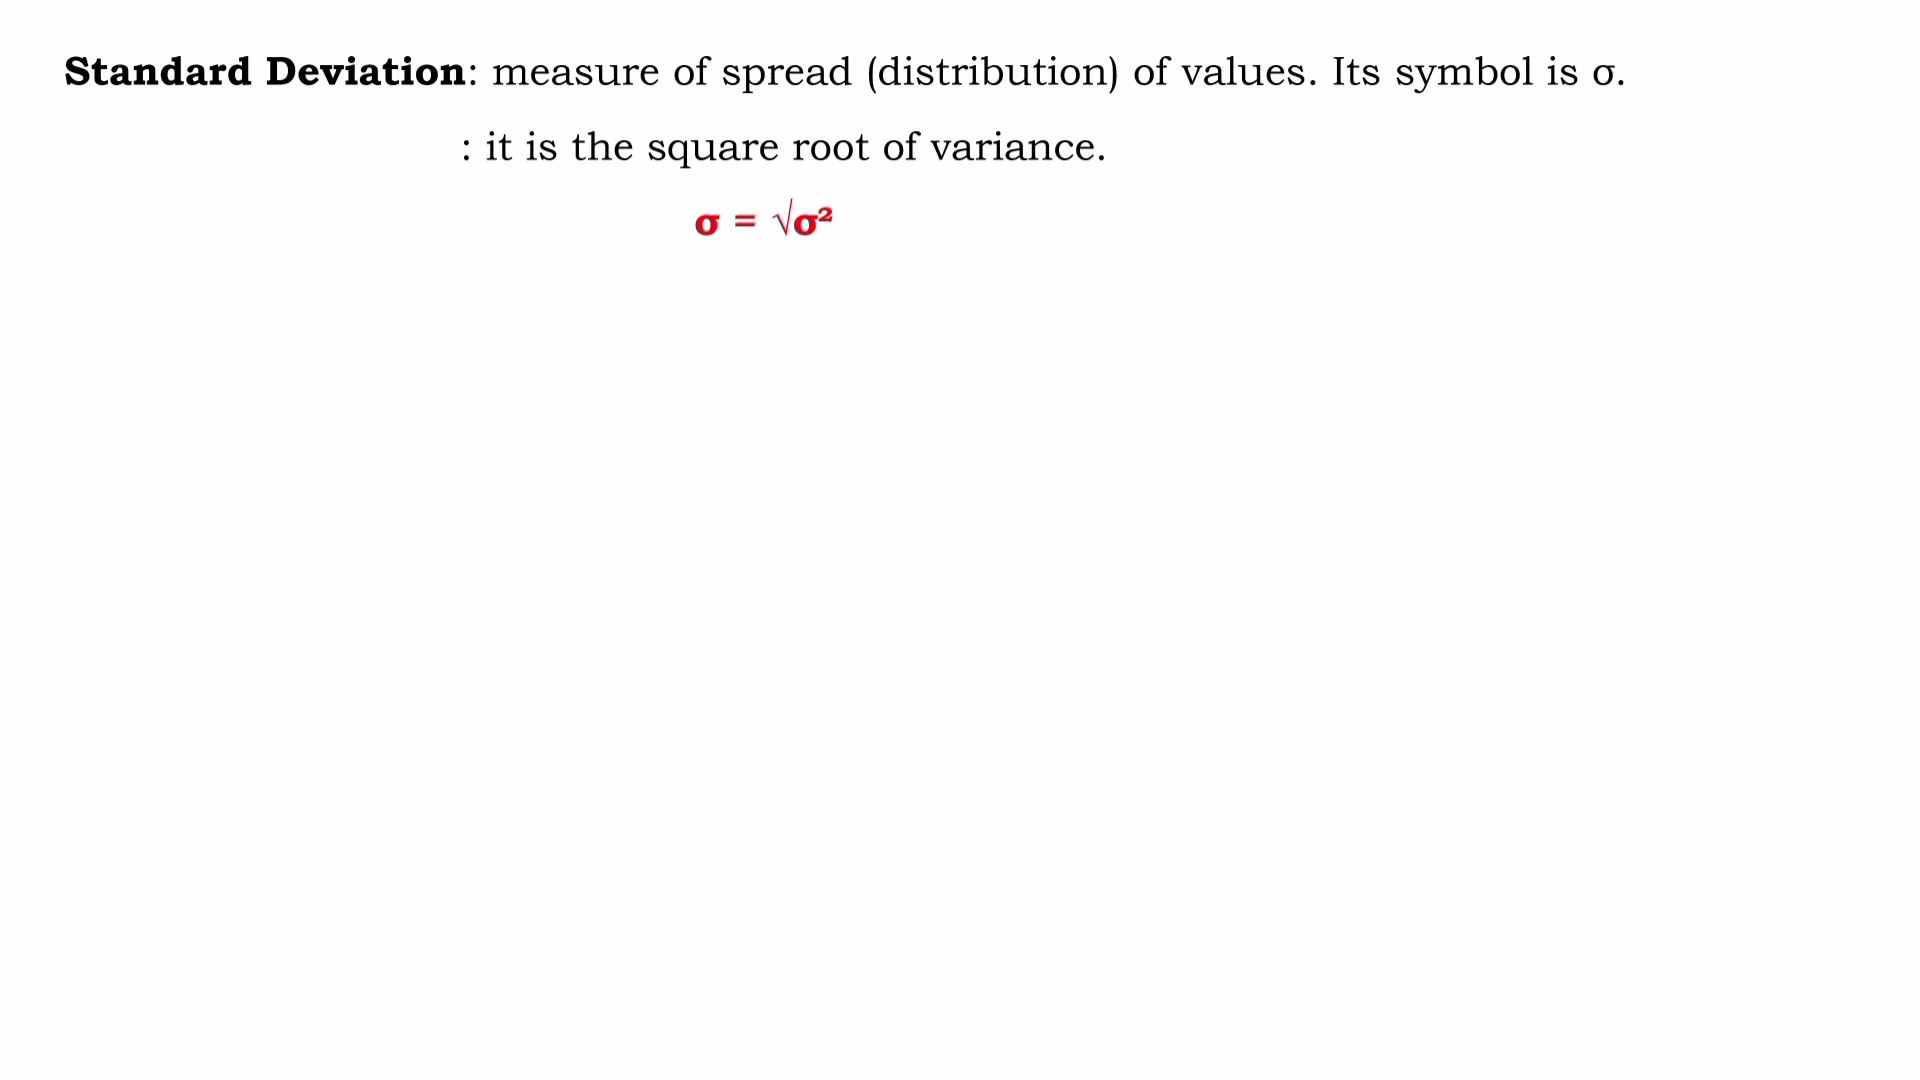 Standard Deviation: measure of spread (distribution) of values. Its symbol is σ.
: it is the square root of variance.
σ = √σ²